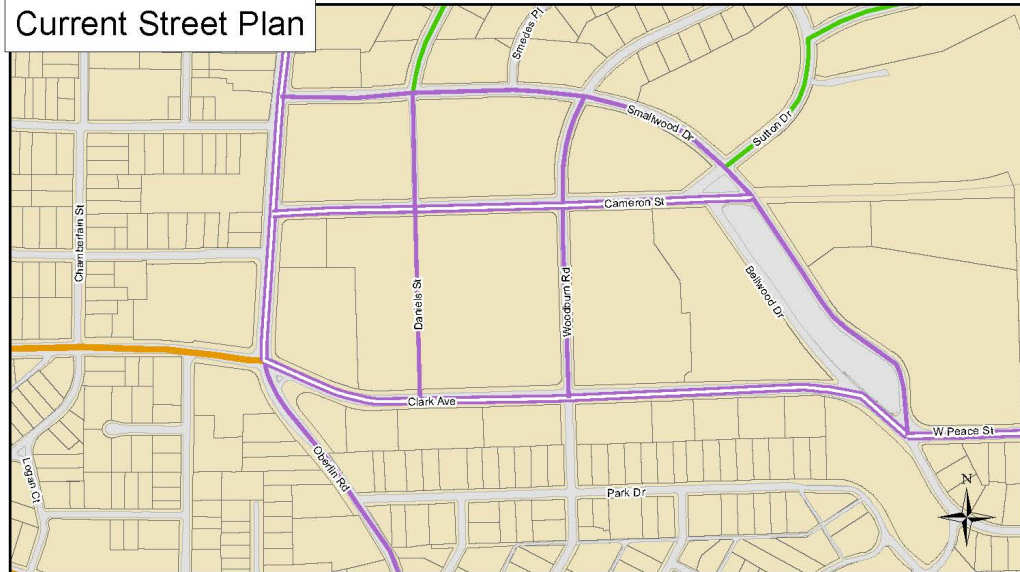 Current Street Plan
Smedes Pl
Smallwood Dr
Sutton Dr
Chamberlain St
Cameron St
Bellwood Dr
Daniels St
Woodburn Rd
Clark Ave
W Peace St
Oberlin Rd
Logan Ct
Park Dr
N